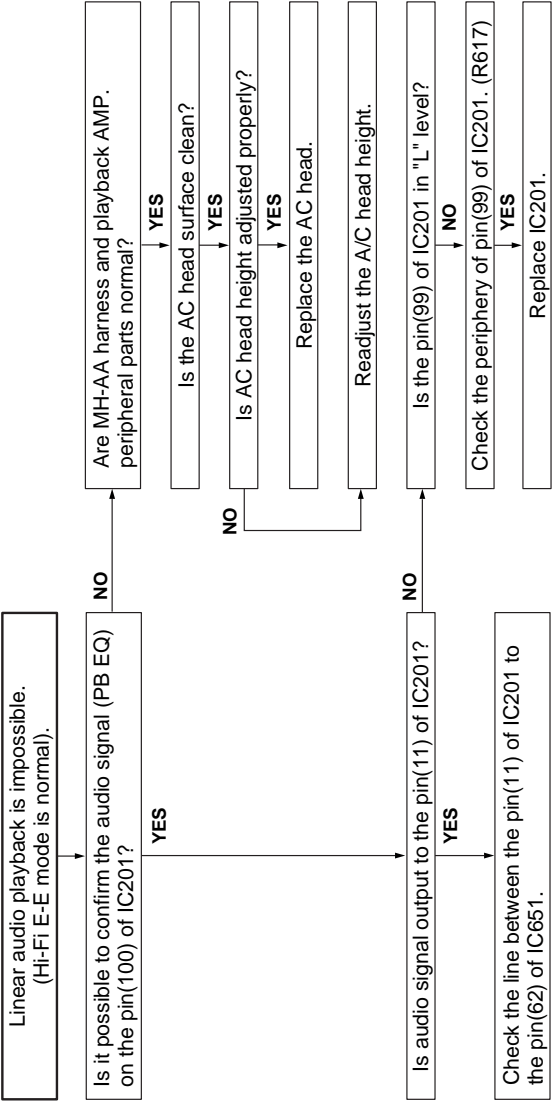 Linear audio playback is impossible.
(Hi-Fi E-E mode is normal).
Is it possible to confirm the audio signal (PB EQ)
on the pin(100) of IC201?
NO
Are MH-AA harness and playback AMP.
peripheral parts normal?
YES
Is the AC head surface clean?
YES
Is AC head height adjusted properly?
YES
NO
Replace the AC head.
Readjust the A/C head height.
YES
Is audio signal output to the pin(11) of IC201?
NO
Is the pin(99) of IC201 in "L" level?
NO
Check the periphery of pin(99) of IC201. (R617)
YES
Replace IC201.
YES
Check the line between the pin(11) of IC201 to
the pin(62) of IC651.